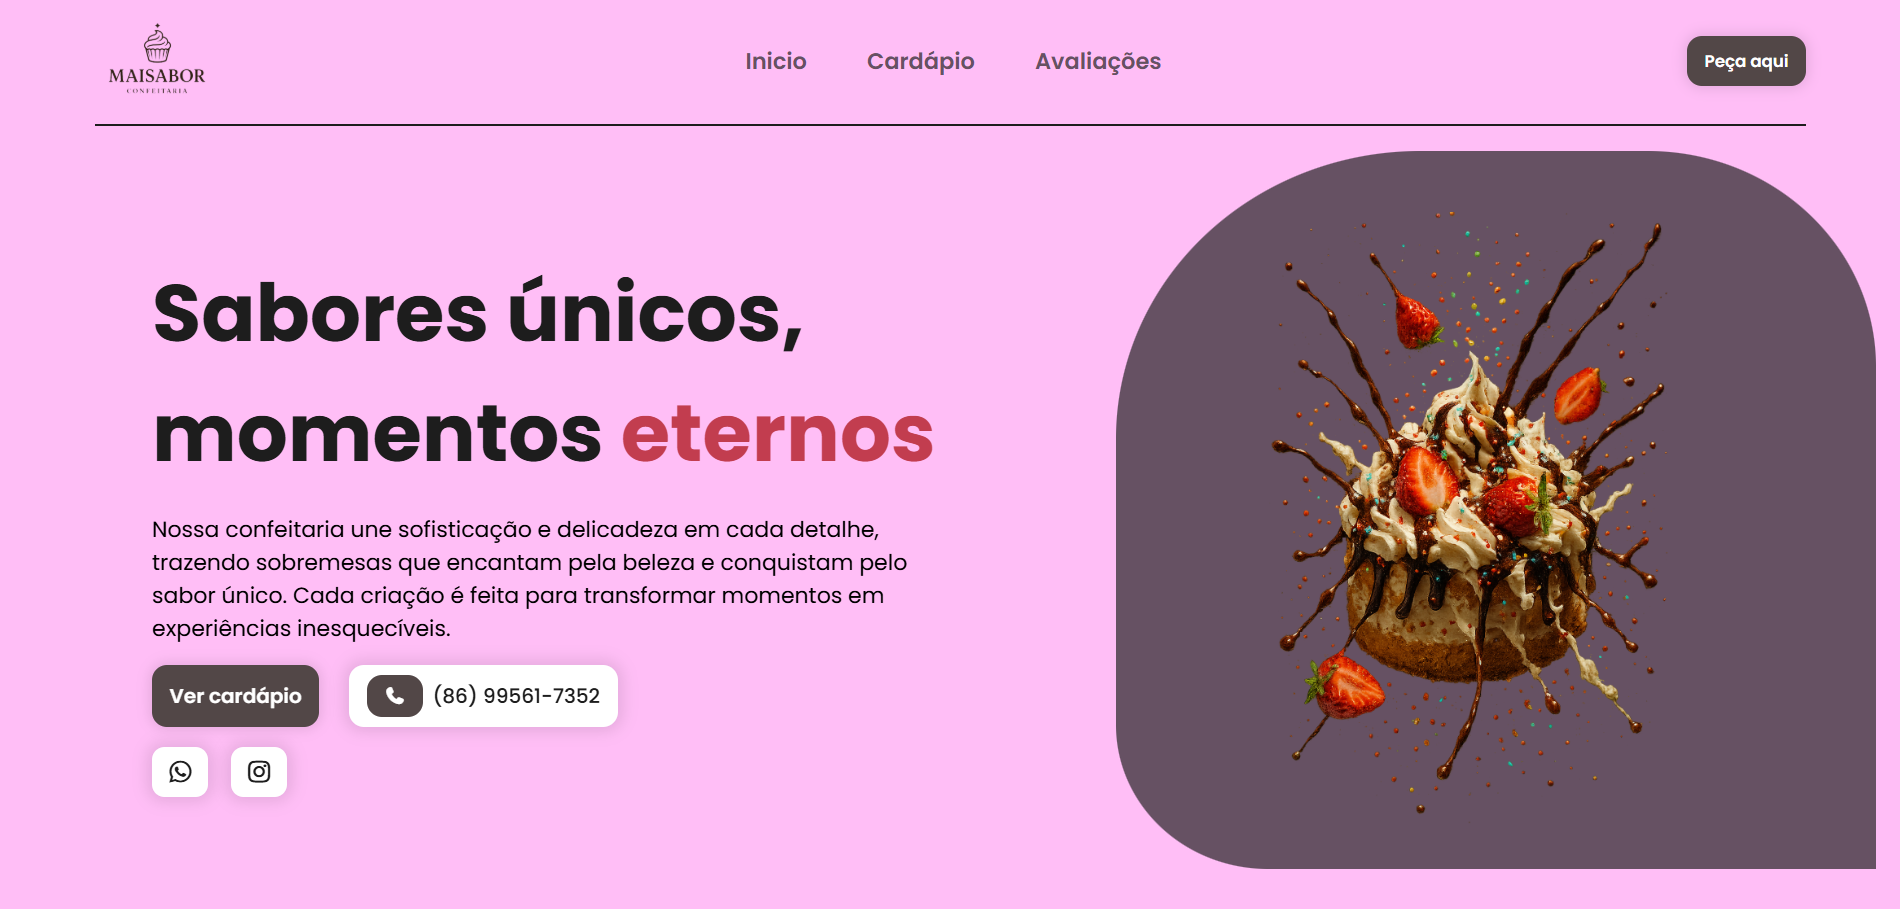 MAISABOR
CONFEITARIA
Inicio
Cardápio
Avaliações
Peça aqui
Sabores únicos,
momentos eternos
Nossa confeitaria une sofisticação e delicadeza em cada detalhe,
trazendo sobremesas que encantam pela beleza e conquistam pelo
sabor único. Cada criação é feita para transformar momentos em
experiências inesquecíveis.
Ver cardápio
(86) 99561-7352